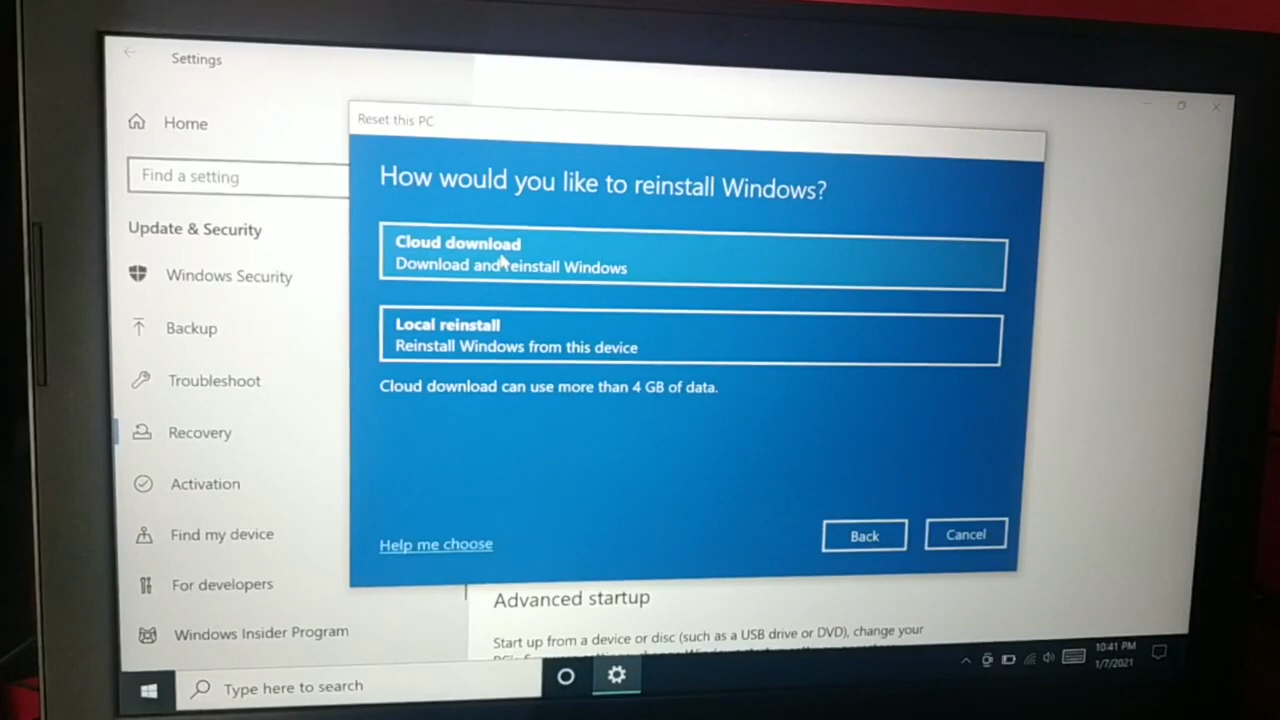 Settings
Home
Find a setting
Update & Security
Windows Security
Backup
Troubleshoot
Recovery
Activation
Find my device
For developers
Windows Insider Program
Reset this PC
How would you like to reinstall Windows?
Cloud download
Download and reinstall Windows
Local reinstall
Reinstall Windows from this device
Cloud download can use more than 4 GB of data.
Help me choose
Back
Cancel
Advanced startup
Start up from a device or disc (such as a USB drive or DVD), change your
Type here to search
10:41 PM
1/7/2021